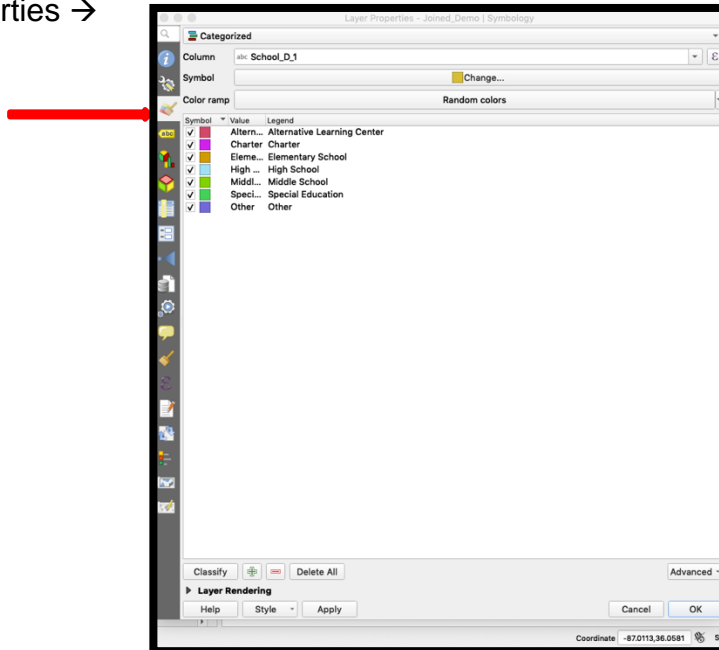 rties →
Layer Properties - Joined_Demo | Symbology
Categorized
Column abc School_D_1 ε
Symbol Change...
Color ramp Random colors
Symbol Value Legend
Altern... Alternative Learning Center
Charter Charter
Eleme... Elementary School
High ... High School
Middl... Middle School
Speci... Special Education
Other Other
abc
Classify Delete All Advanced
Layer Rendering
Help Style Apply Cancel OK
Coordinate -87.0113,36.0581 S